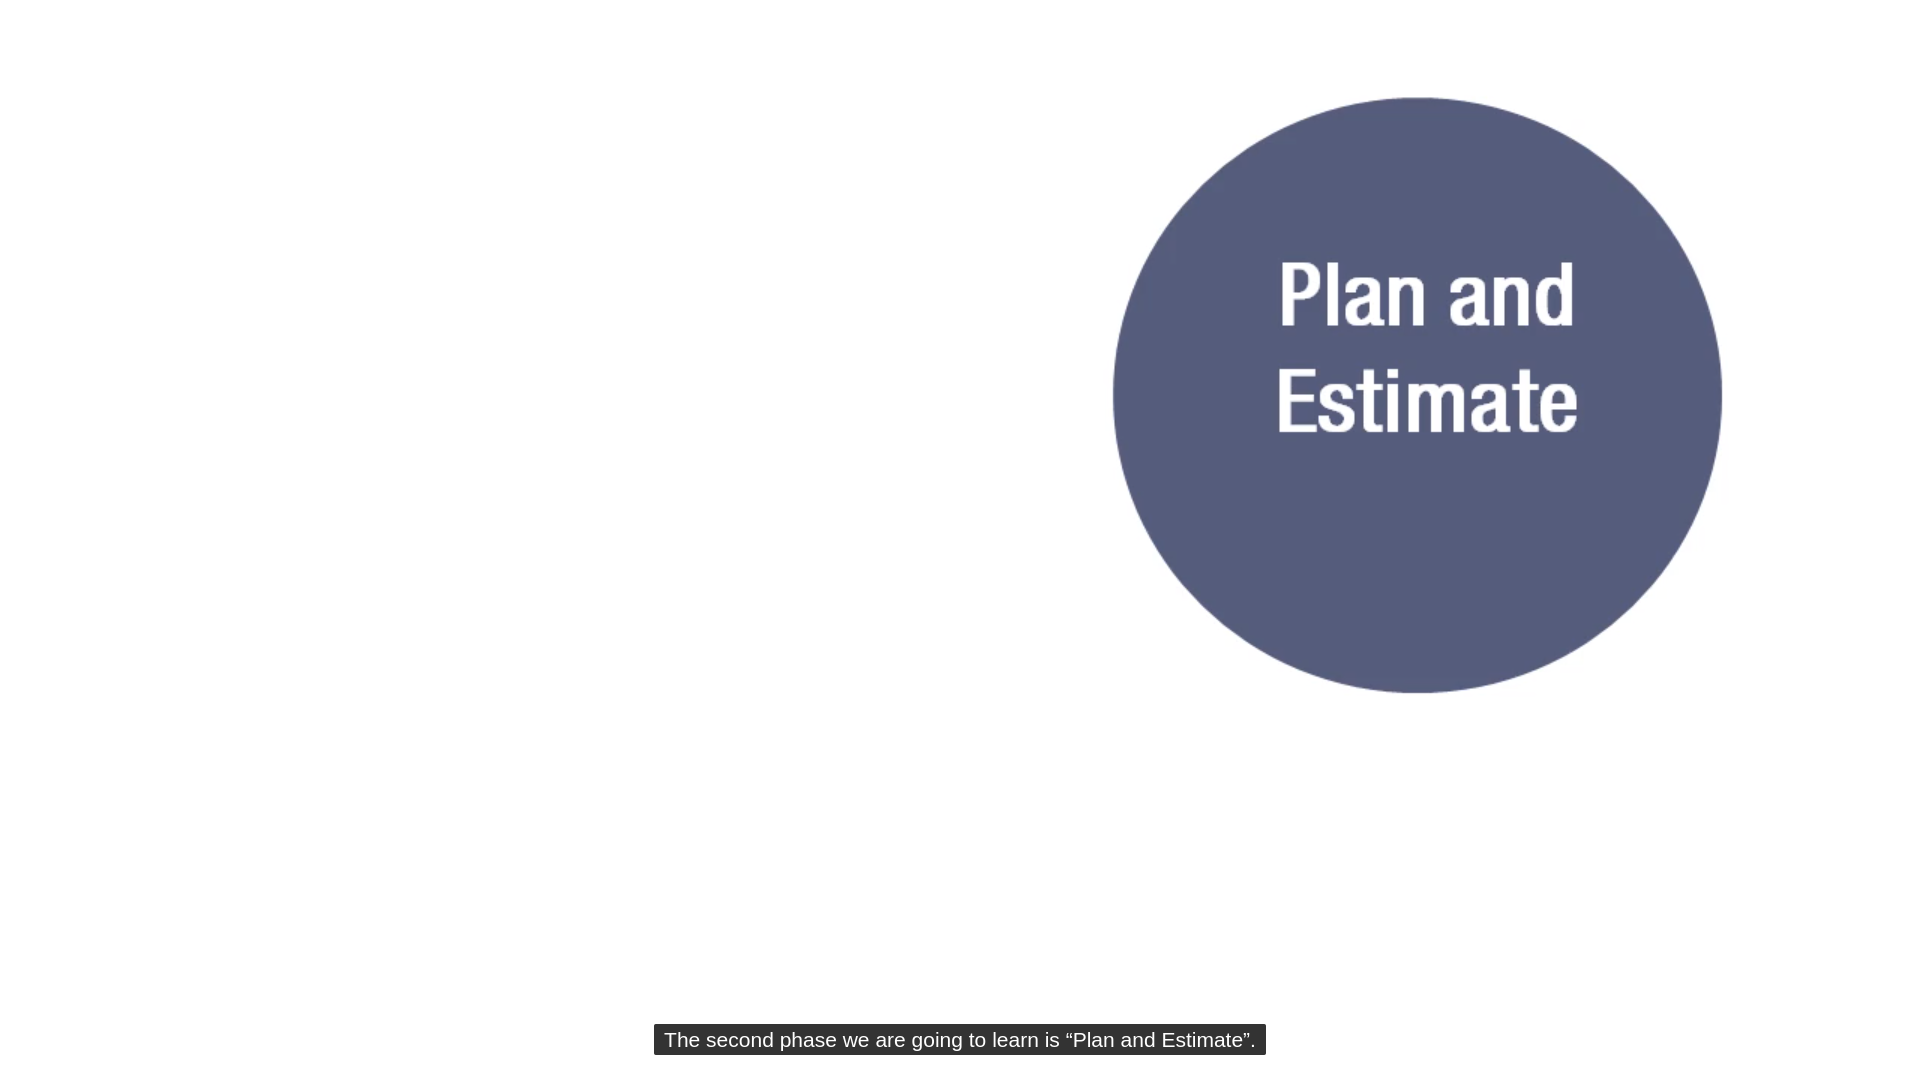 Plan and
Estimate
The second phase we are going to learn is “Plan and Estimate”.